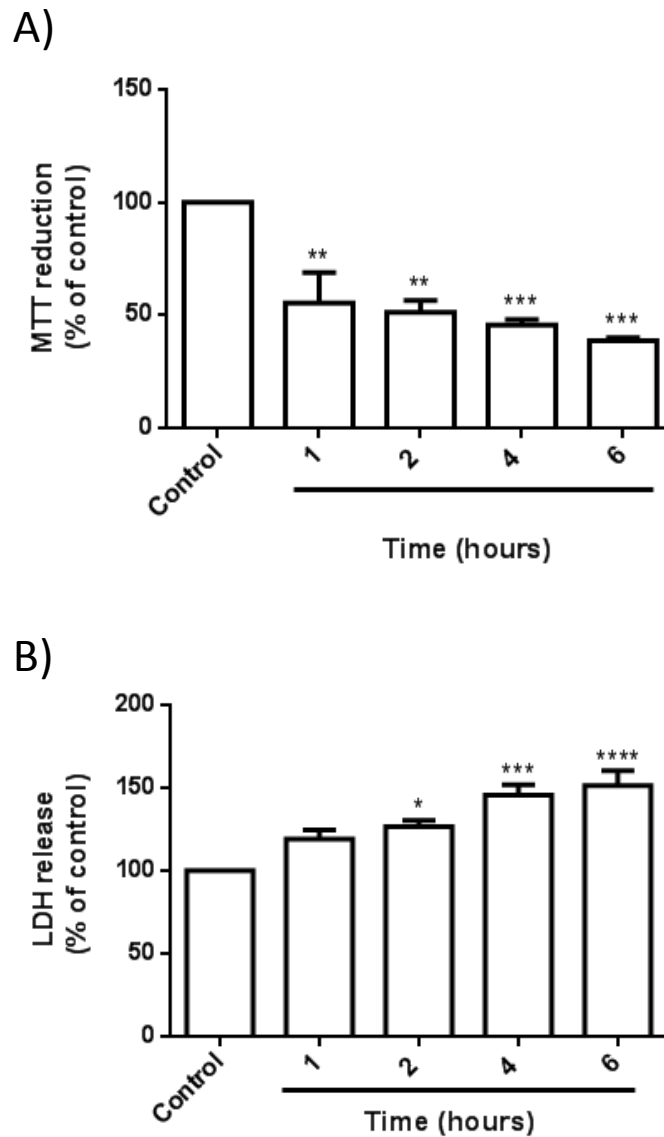 A)
MTT reduction
(% of control)
150
100
50
0
**
**
***
***
Control
1
2
4
6
Time (hours)
B)
LDH release
(% of control)
200
150
100
50
0
*
***
****
Control
1
2
4
6
Time (hours)